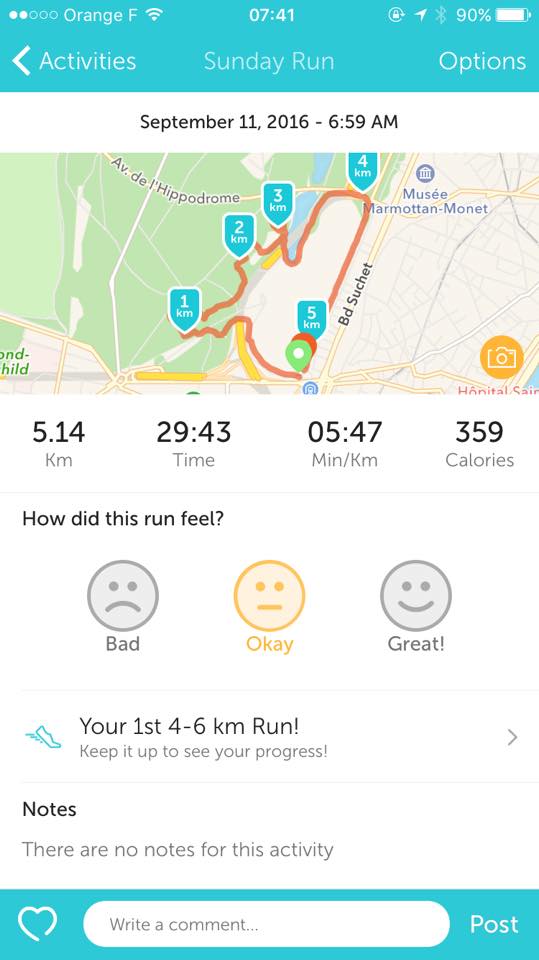 Orange F 07:41 90%
Activities Sunday Run Options
September 11, 2016 - 6:59 AM
Av. de l'Hippodrome
4 km
Musée
Marmottan-Monet
3 km
2 km
1 km
5 km
Bd Suchet
ond-
hild
Hôpital Sain
5.14 29:43 05:47 359
Km Time Min/Km Calories
How did this run feel?
Bad Okay Great!
Your 1st 4-6 km Run!
Keep it up to see your progress!
Notes
There are no notes for this activity
Write a comment... Post